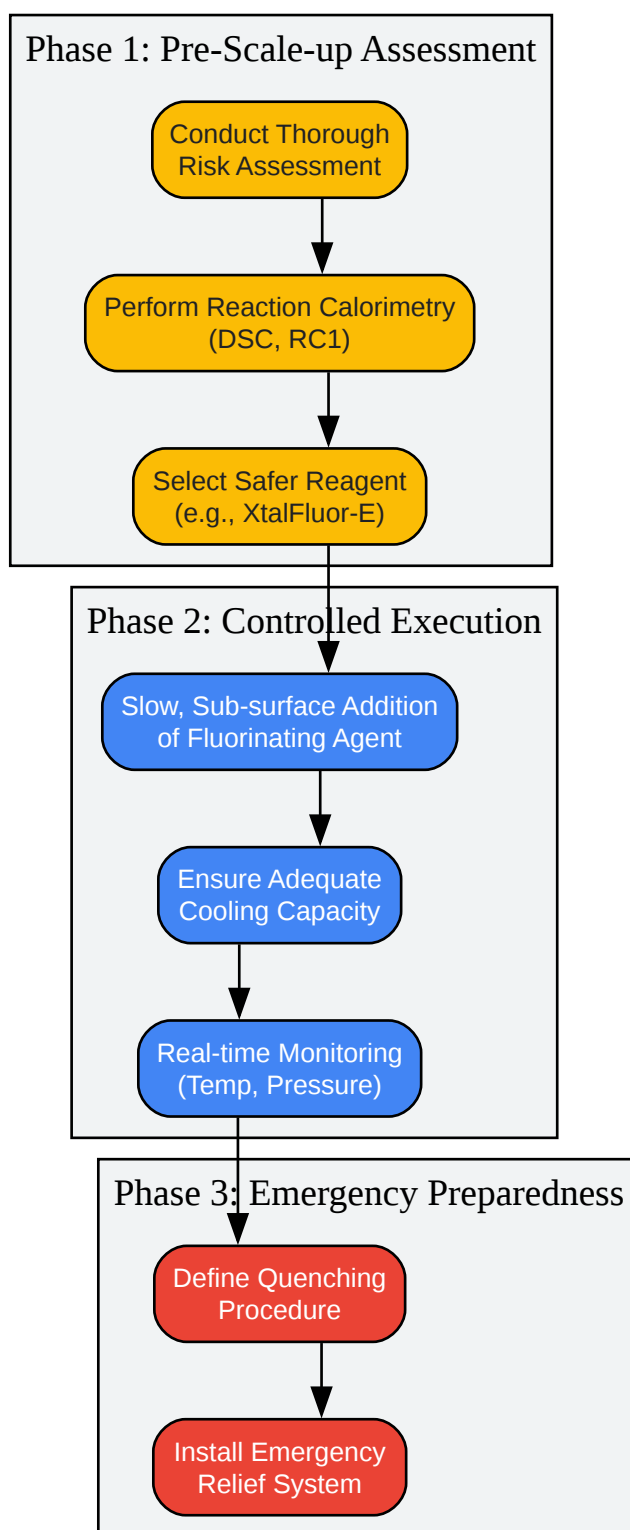 Phase 1: Pre-Scale-up Assessment
Conduct Thorough
Risk Assessment
Perform Reaction Calorimetry
(DSC, RC1)
Select Safer Reagent
(e.g., XtalFluor-E)
Phase 2: Controlled Execution
Slow, Sub-surface Addition
of Fluorinating Agent
Ensure Adequate
Cooling Capacity
Real-time Monitoring
(Temp, Pressure)
Phase 3: Emergency Preparedness
Define Quenching
Procedure
Install Emergency
Relief System